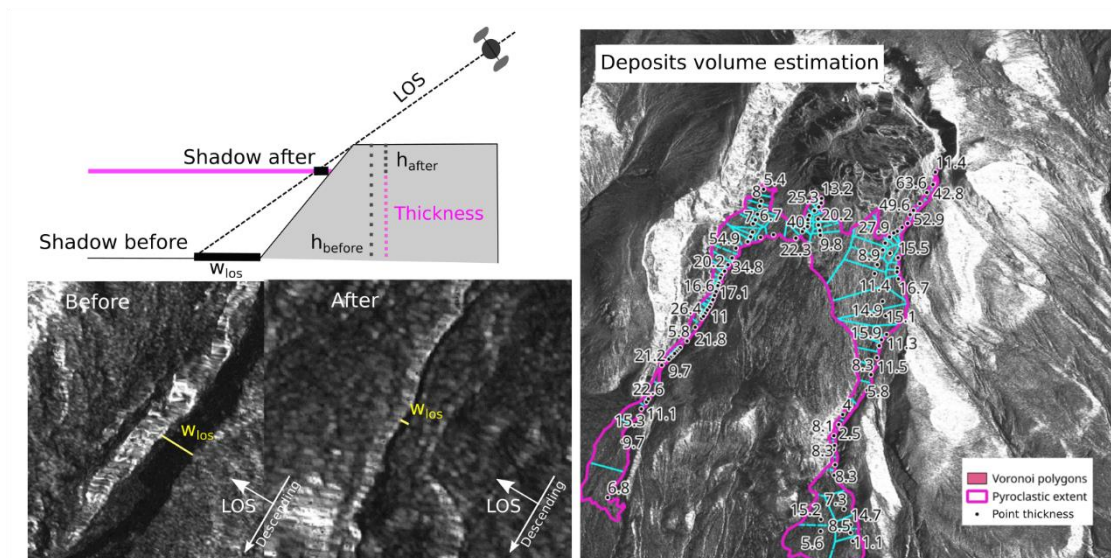 LOS
Shadow after
h_after
Thickness
Shadow before
h_before
w_los
Before
After
w_los
w_los
LOS
Descending
LOS
Descending
Deposits volume estimation
11.4
5.4
63.6
42.8
8
13.2
25.3
49.6
7
6.7
40
20.2
52.9
27.9
54.9
22.3
9.8
15.5
20.2
34.8
8.9
16.6
17.1
11.4
16.7
26.4
11
14.9
15.1
5.8
21.8
15.9
11.3
21.2
9.7
8.3
11.5
5.8
22.6
4
15.3
11.1
8.1
2.5
9.7
8.3
8.3
6.8
7.3
15.2
14.7
8.5
5.6
11.1
Voronoi polygons
Pyroclastic extent
Point thickness